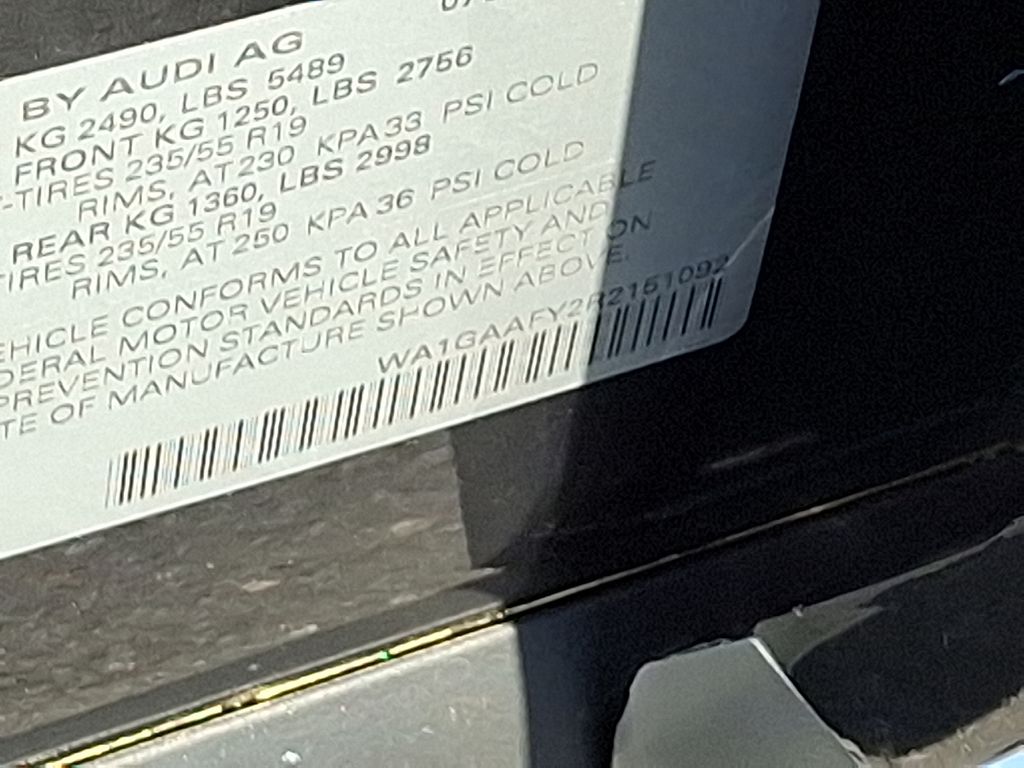 BY AUDI AG
KG 2490, LBS 5489
FRONT KG 1250, LBS 2756
-TIRES 235/55 R19
RIMS, AT 230 KPA 33 PSI COLD
REAR KG 1360, LBS 2998
TIRES 235/55 R19
RIMS, AT 250 KPA 36 PSI COLD
EHICLE CONFORMS TO ALL APPLICABLE
DERAL MOTOR VEHICLE SAFETY AND
PREVENTION STANDARDS IN EFFECT ON
TE OF MANUFACTURE SHOWN ABOVE.
WA1GAAFY2R2151092